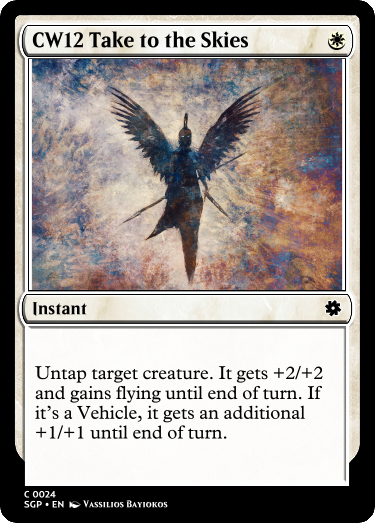 CW12 Take to the Skies
Instant
Untap target creature. It gets +2/+2
and gains flying until end of turn. If
it's a Vehicle, it gets an additional
+1/+1 until end of turn.
C 0024
SGP • EN Vassilios Bayiokos